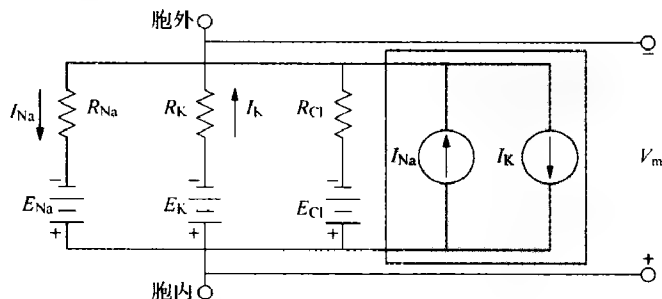 胞外
I_Na R_Na R_K I_K R_Cl I_Na I_K V_m
E_Na E_K E_Cl
胞内